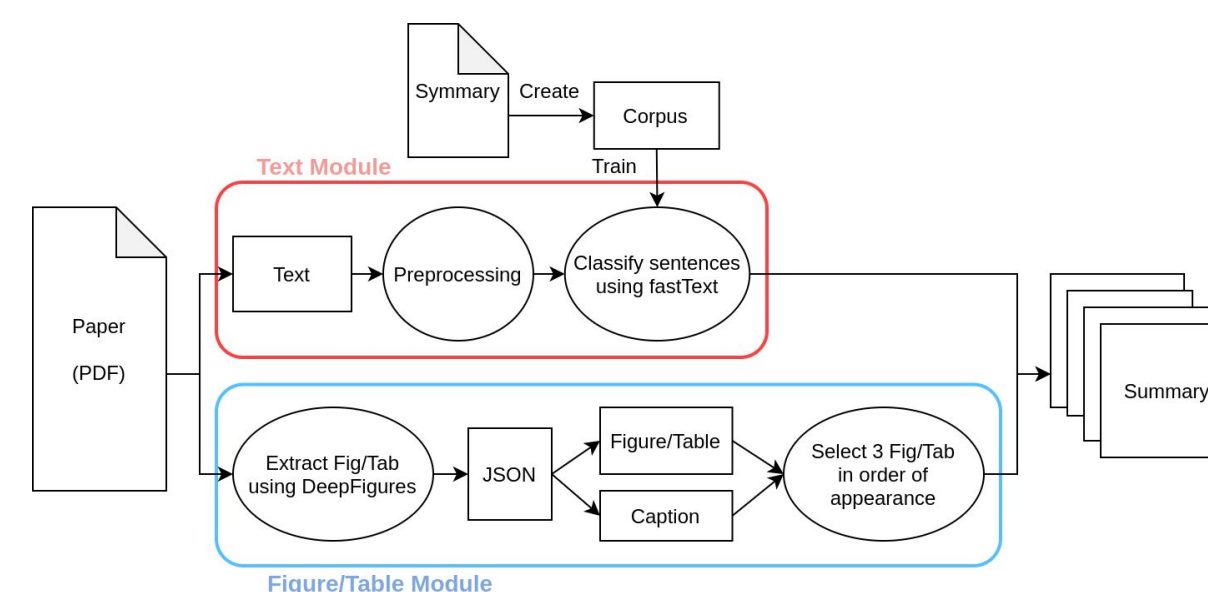 Symmary
Create
Corpus
Train
Text Module
Paper
(PDF)
Text
Preprocessing
Classify sentences
using fastText
Summary
Extract Fig/Tab
using DeepFigures
JSON
Figure/Table
Caption
Select 3 Fig/Tab
in order of
appearance
Figure/Table Module